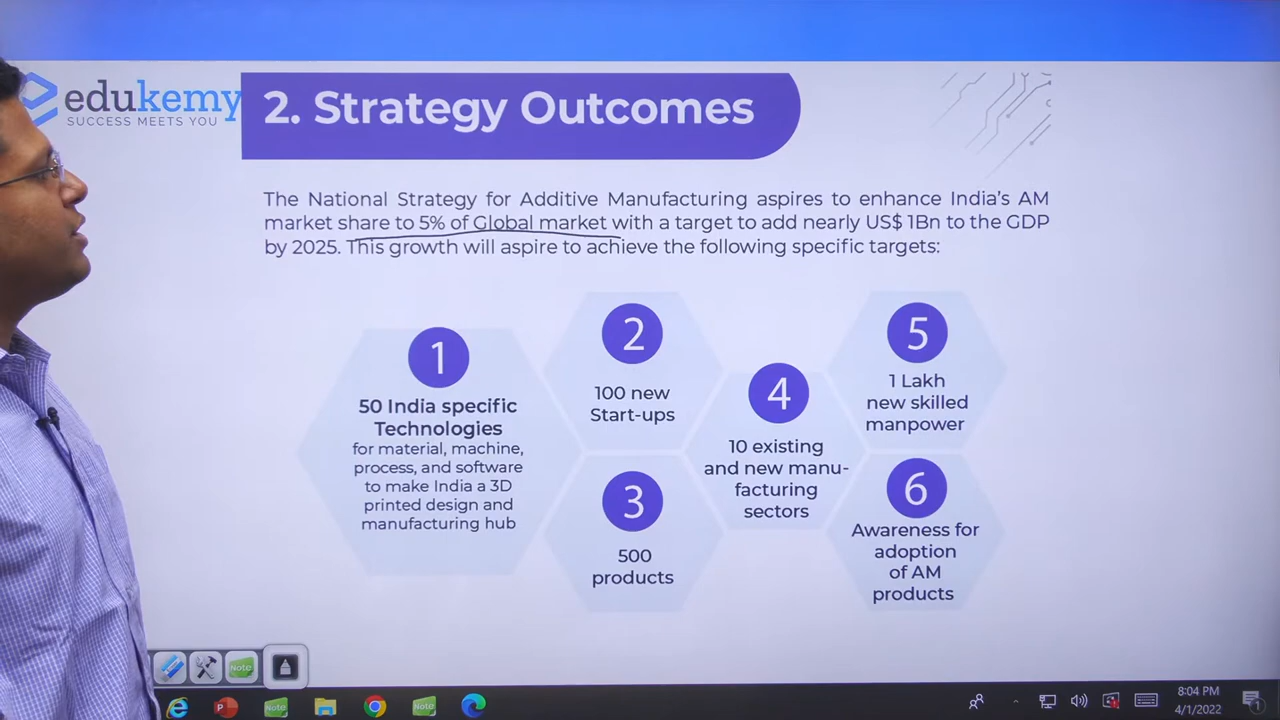 edukemy
SUCCESS MEETS YOU
2. Strategy Outcomes
The National Strategy for Additive Manufacturing aspires to enhance India's AM
market share to 5% of Global market with a target to add nearly US$ 1Bn to the GDP
by 2025. This growth will aspire to achieve the following specific targets:
1
50 India specific
Technologies
for material, machine,
process, and software
to make India a 3D
printed design and
manufacturing hub
2
100 new
Start-ups
3
500
products
4
10 existing
and new manu-
facturing
sectors
5
1 Lakh
new skilled
manpower
6
Awareness for
adoption
of AM
products
Note
Note
Note
8:04 PM
4/1/2022
1